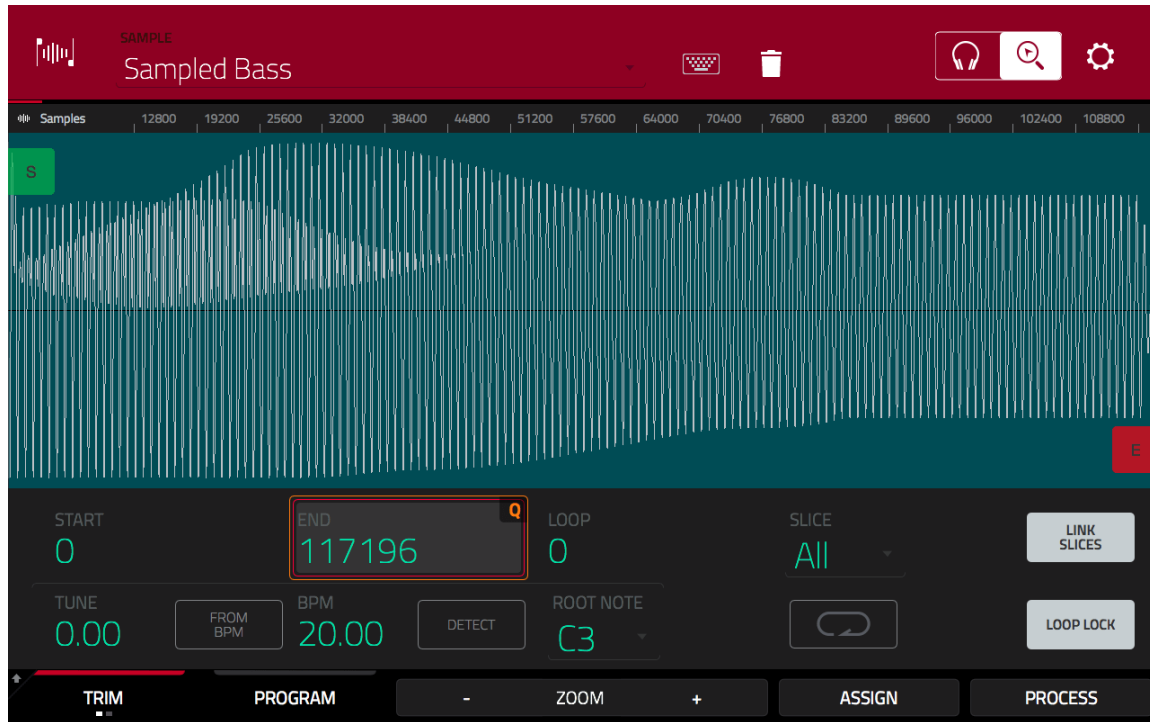 SAMPLE
Sampled Bass
Samples 12800 19200 25600 32000 38400 44800 51200 57600 64000 70400 76800 83200 89600 96000 102400 108800
S
E
START END Q LOOP SLICE
0 117196 0 All
LINK
SLICES
TUNE FROM BPM BPM DETECT ROOT NOTE
0.00 20.00 C3 LOOP LOCK
TRIM PROGRAM - ZOOM + ASSIGN PROCESS